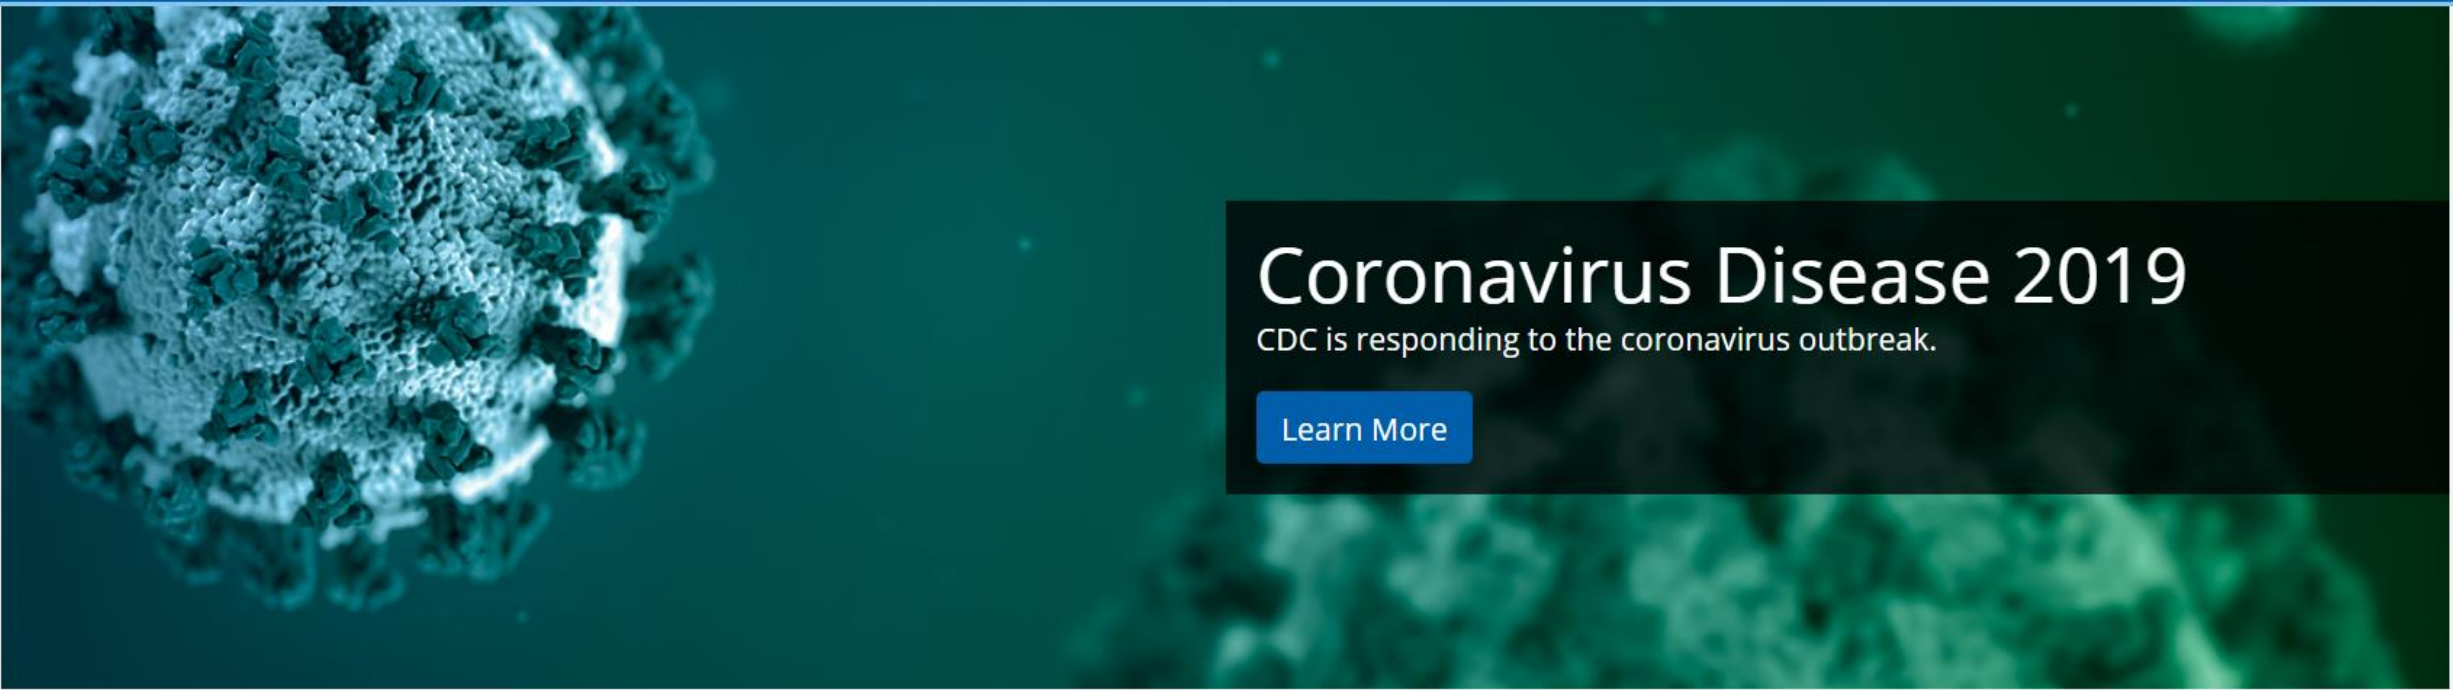 Coronavirus Disease 2019
CDC is responding to the coronavirus outbreak.
Learn More